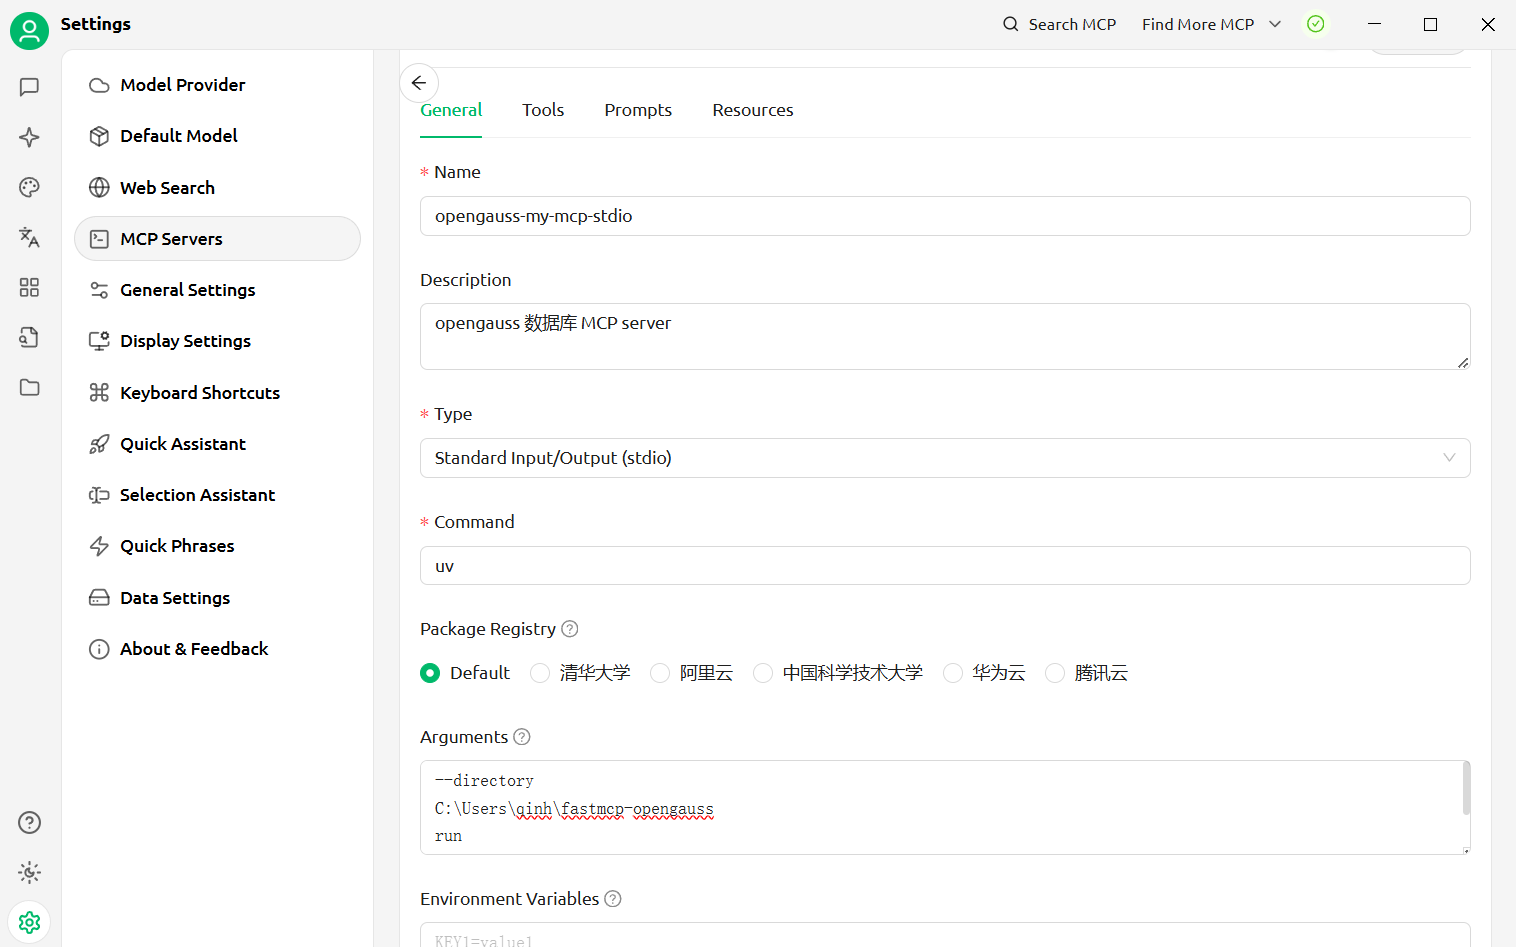 Settings
Search MCP
Find More MCP
Model Provider
Default Model
Web Search
MCP Servers
General Settings
Display Settings
Keyboard Shortcuts
Quick Assistant
Selection Assistant
Quick Phrases
Data Settings
About & Feedback
General Tools Prompts Resources
* Name
opengauss-my-mcp-stdio
Description
opengauss 数据库 MCP server
* Type
Standard Input/Output (stdio)
* Command
uv
Package Registry
Default 清华大学 阿里云 中国科学技术大学 华为云 腾讯云
Arguments
--directory
C:\Users\qinh\fastmcp-opengauss
run
Environment Variables
KEY1=value1